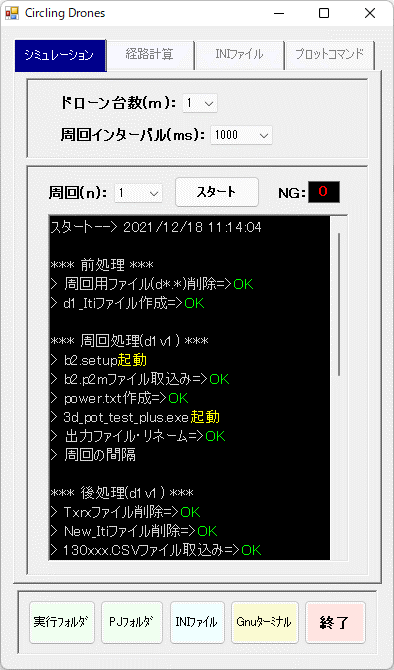 Circling Drones
シミュレーション 経路計算 INIファイル プロットコマンド
ドローン台数(m): 1
周回インターバル(ms): 1000
周回(n): 1 スタート NG: 0
スタート--> 2021/12/18 11:14:04
*** 前処理 ***
> 周回用ファイル(d*.*)削除=>OK
> d1_Itiファイル作成=>OK
*** 周回処理(d1v1) ***
> b2.setup起動
> b2.p2mファイル取込み=>OK
> power.txt作成=>OK
> 3d_pot_test_plus.exe起動
> 出力ファイル・リネーム=>OK
> 周回の間隔
*** 後処理(d1v1) ***
> Txrxファイル削除=>OK
> New_Itiファイル削除=>OK
> 130xxx.CSVファイル取込み=>OK
実行フォルダ PJフォルダ INIファイル Gnuターミナル 終了